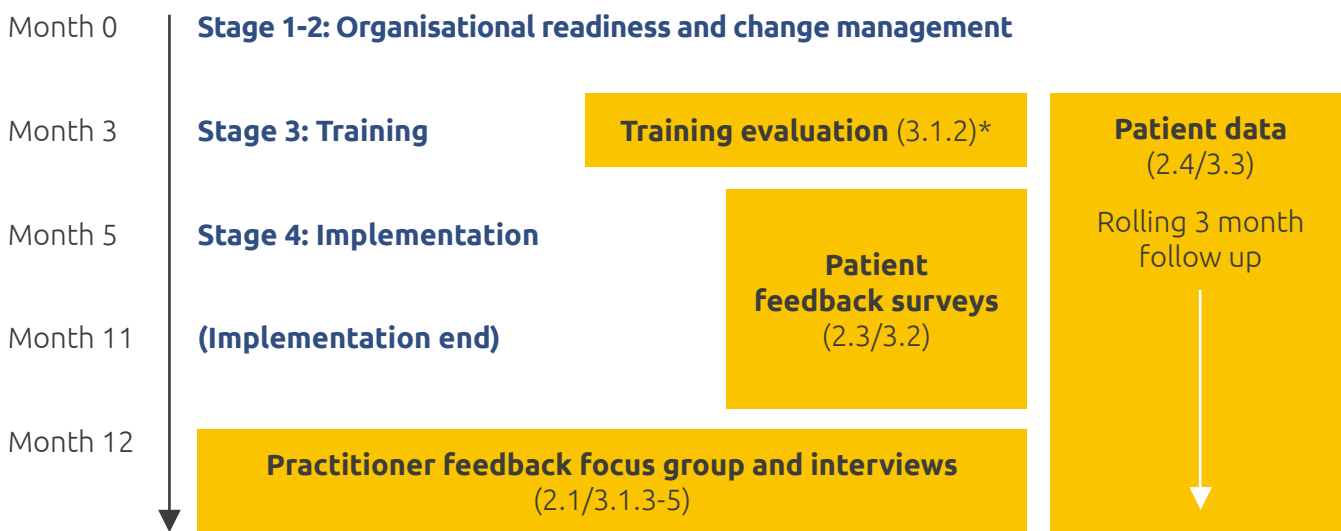 Month 0
Stage 1-2: Organisational readiness and change management
Month 3
Stage 3: Training
Training evaluation (3.1.2)*
Patient data
(2.4/3.3)
Rolling 3 month
follow up
Month 5
Stage 4: Implementation
Patient
feedback surveys
(2.3/3.2)
Month 11
(Implementation end)
Month 12
Practitioner feedback focus group and interviews
(2.1/3.1.3-5)